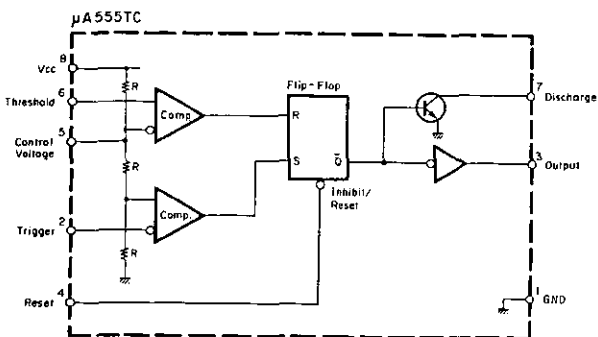 μA555TC
8
Vcc
6
Threshold
5
Control
Voltage
2
Trigger
4
Reset
R
R
R
Comp
Comp.
Flip-Flop
R
S
Q̅
Inhibit/
Reset
7
Discharge
3
Output
1
GND